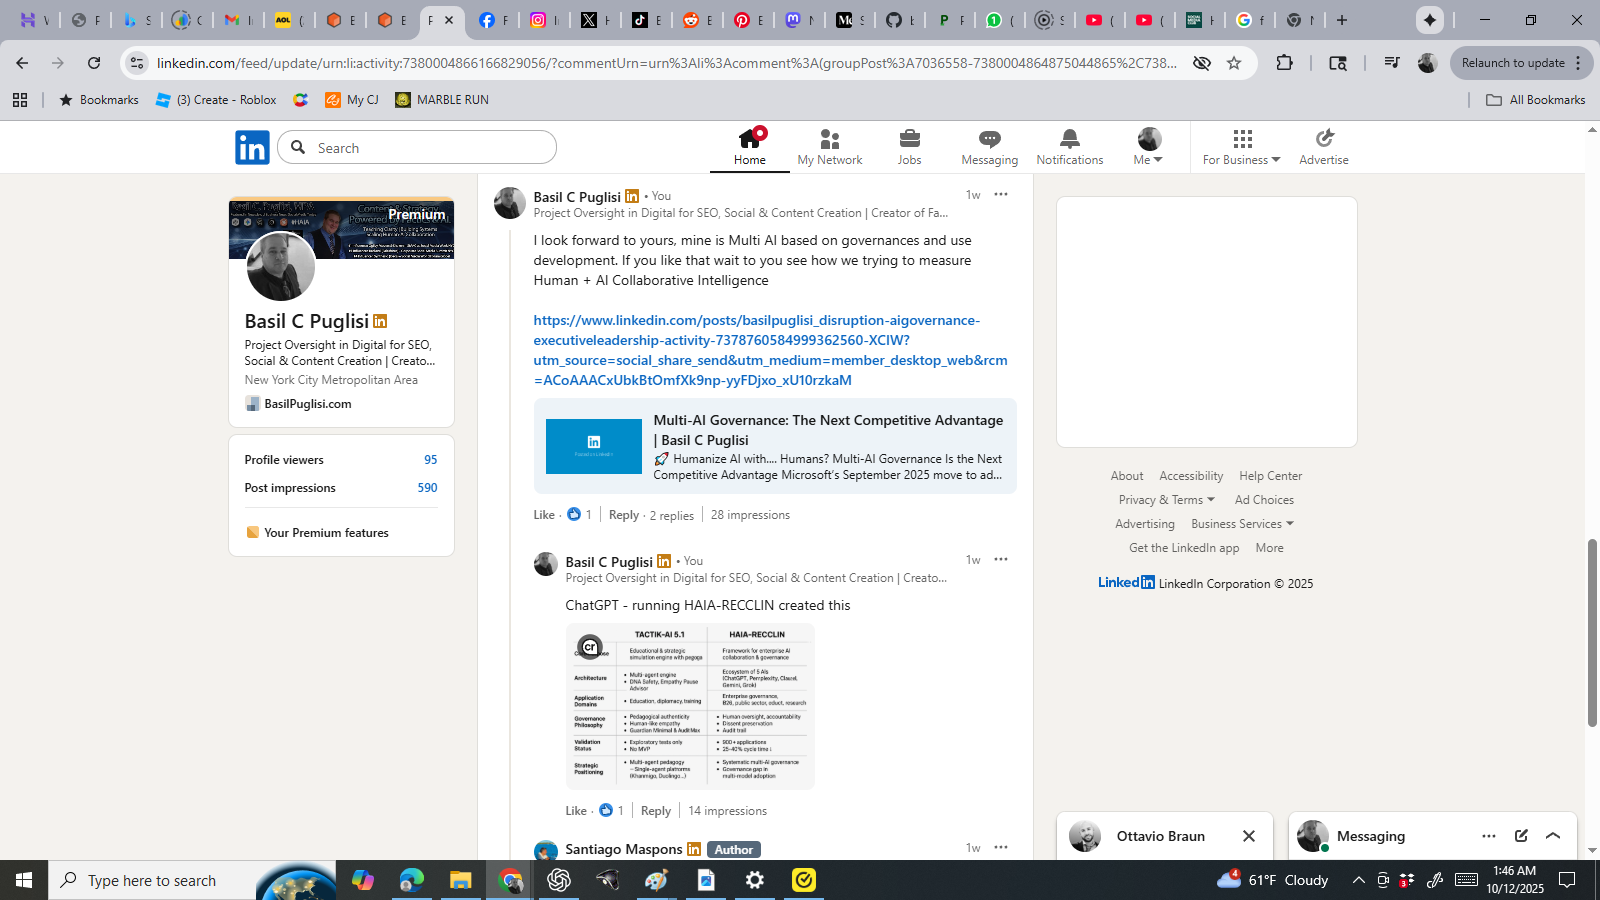 linkedin.com/feed/update/urn:li:activity:7380004866166829056/?commentUrn=urn%3Ali%3Acomment%3A(groupPost%3A7036558-7380004864875044865%2C738...
Relaunch to update
Bookmarks
(3) Create - Roblox
My CJ
MARBLE RUN
All Bookmarks
in
Search
Home
My Network
Jobs
Messaging
Notifications
Me
For Business
Advertise
Premium
Basil C Puglisi
Project Oversight in Digital for SEO,
Social & Content Creation | Creato...
New York City Metropolitan Area
BasilPuglisi.com
Profile viewers 95
Post impressions 590
Your Premium features
Basil C Puglisi • You 1w
Project Oversight in Digital for SEO, Social & Content Creation | Creator of Fa...
I look forward to yours, mine is Multi AI based on governances and use
development. If you like that wait to you see how we trying to measure
Human + AI Collaborative Intelligence
https://www.linkedin.com/posts/basilpuglisi_disruption-aigovernance-
executiveleadership-activity-7378760584999362560-XCIW?
utm_source=social_share_send&utm_medium=member_desktop_web&rcm
=ACoAAACxUbkBtOmfXk9np-yyFDjxo_xU10rzkaM
Multi-AI Governance: The Next Competitive Advantage
| Basil C Puglisi
🚀 Humanize AI with.... Humans? Multi-AI Governance Is the Next
Competitive Advantage Microsoft's September 2025 move to ad...
Like · 1 | Reply · 2 replies | 28 impressions
Basil C Puglisi • You 1w
Project Oversight in Digital for SEO, Social & Content Creation | Creato...
ChatGPT - running HAIA-RECCLIN created this
TACTIK-AI 5.1 HAIA-RECCLIN
Educational & strategic
simulation engine with
Framework for enterprise AI
collaboration & governance
Architecture
• Multi-agent engine
• DNA Safety, Empathy Pause
Advisor
Ecosystem of 5 AIs
(ChatGPT, Perplexity,
Gemini, Grok)
Application
Domains
• Education, diplomacy, training
Enterprise governance,
B2B, public sector, educt, research
Governance
Philosophy
• Pedagogical authenticity
• Human-like empathy
• Guardian Minimal & Audit Max
• Human oversight, accountability
• Dissent preservation
• Audit trail
Validation
Status
• Exploratory tests only
• No MVP
• 900+ applications
• 25-40% cycle time ↓
Strategic
Positioning
• Multi-agent pedagogy
– Single-agent platforms
(Khanmigo, Duolingo...)
• Systematic multi-AI governance
• Governance gap in
multi-model adoption
Like · 1 | Reply | 14 impressions
Santiago Maspons Author 1w
About Accessibility Help Center
Privacy & Terms Ad Choices
Advertising Business Services
Get the LinkedIn app More
LinkedIn LinkedIn Corporation © 2025
Ottavio Braun
Messaging
Type here to search
61°F Cloudy
1:46 AM
10/12/2025